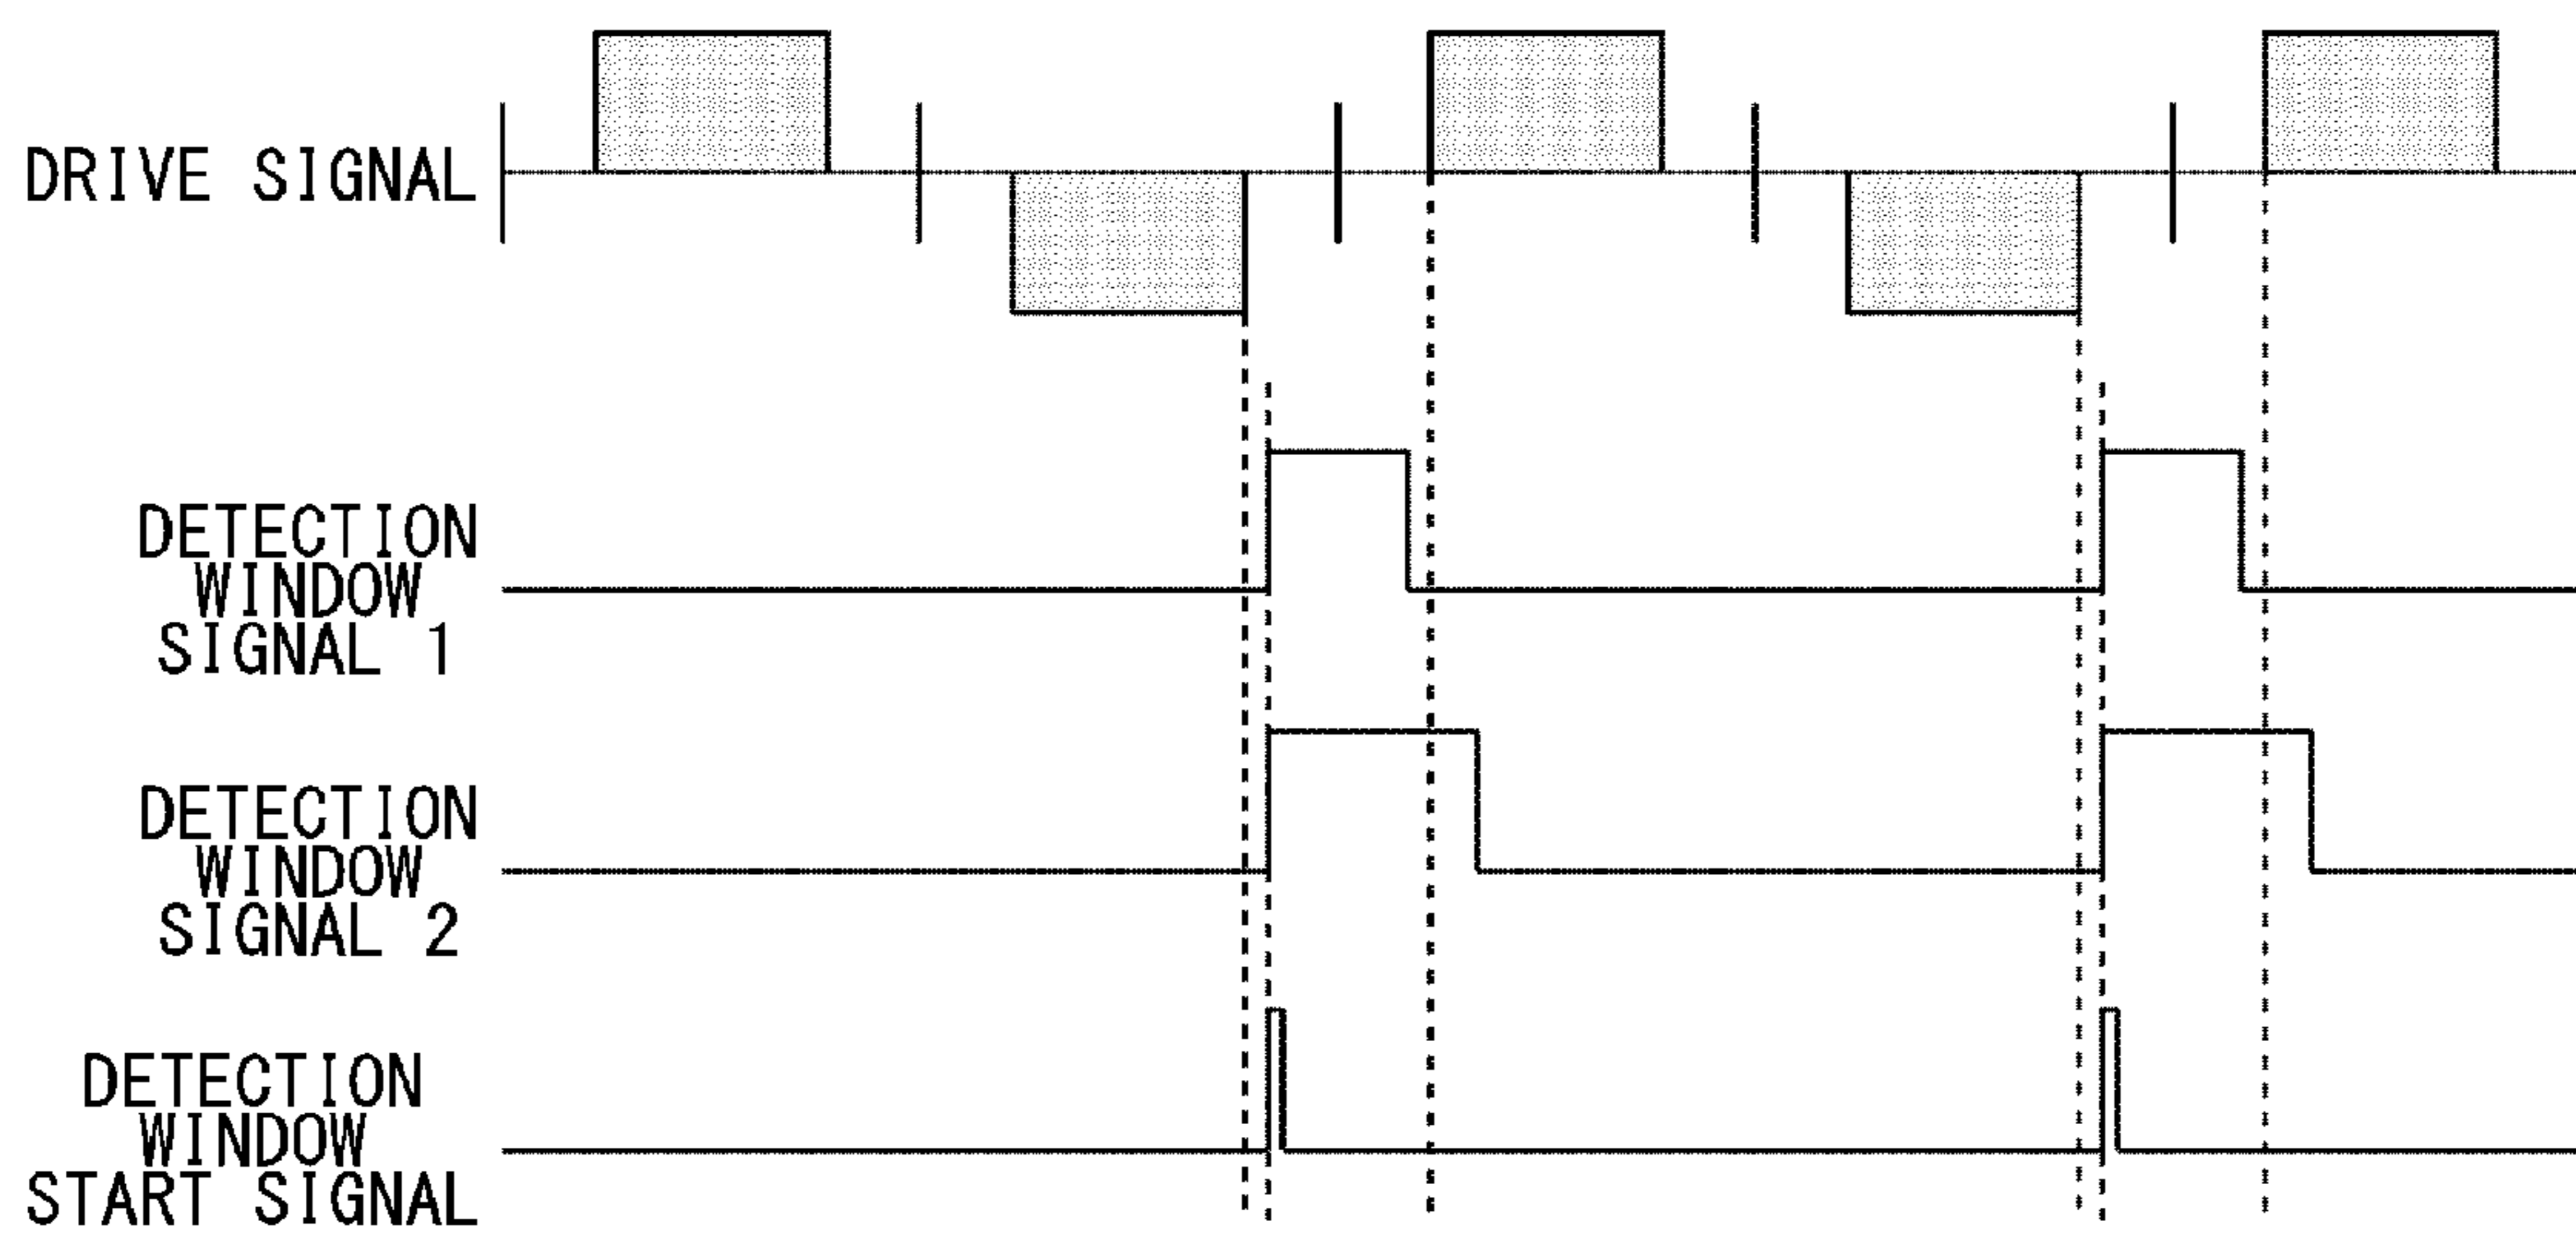 DRIVE SIGNAL
DETECTION
WINDOW
SIGNAL 1
DETECTION
WINDOW
SIGNAL 2
DETECTION
WINDOW
START SIGNAL